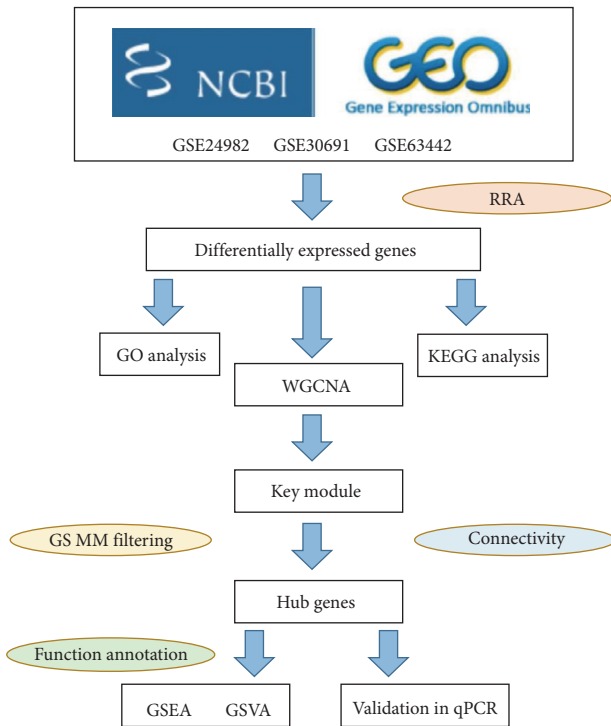 NCBI
GEO
Gene Expression Omnibus
GSE24982 GSE30691 GSE63442
RRA
Differentially expressed genes
GO analysis
KEGG analysis
WGCNA
Key module
GS MM filtering
Connectivity
Hub genes
Function annotation
GSEA GSVA
Validation in qPCR